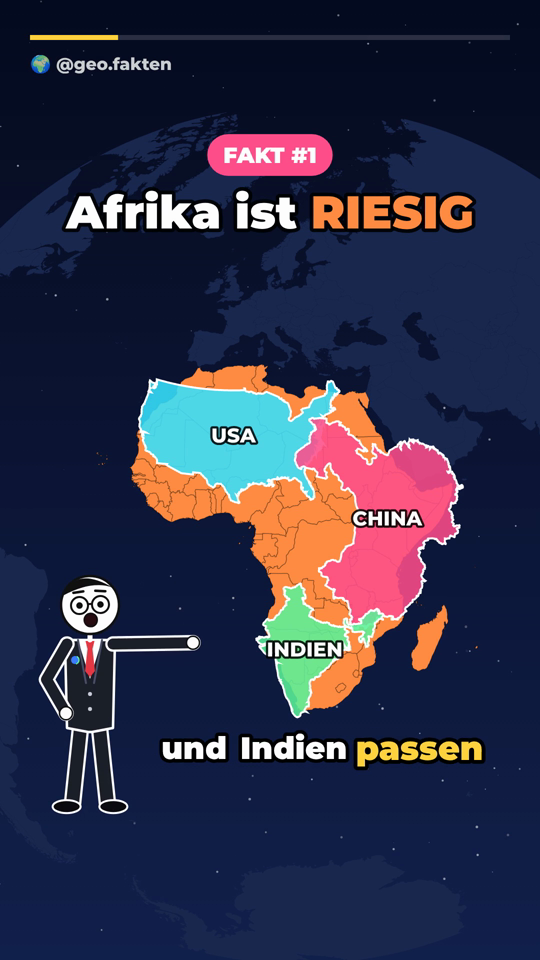 @geo.fakten
FAKT #1
Afrika ist RIESIG
USA
CHINA
INDIEN
und Indien passen